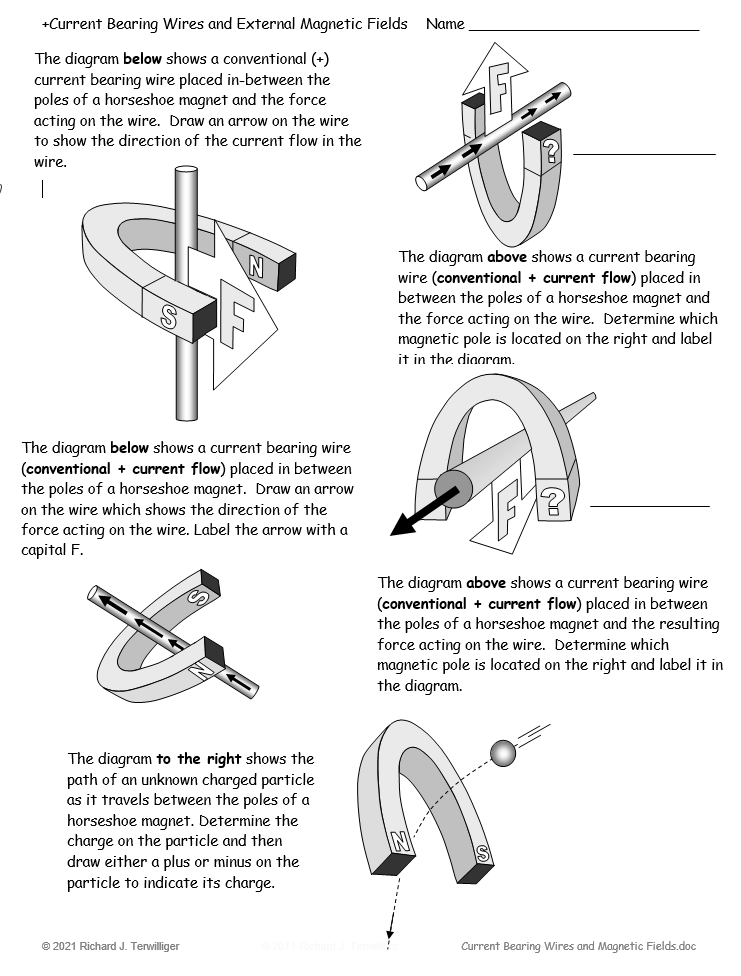 +Current Bearing Wires and External Magnetic Fields Name
The diagram below shows a conventional (+)
current bearing wire placed in-between the
poles of a horseshoe magnet and the force
acting on the wire. Draw an arrow on the wire
to show the direction of the current flow in the
wire.
N
S
F
F
?
The diagram above shows a current bearing
wire (conventional + current flow) placed in
between the poles of a horseshoe magnet and
the force acting on the wire. Determine which
magnetic pole is located on the right and label
it in the diagram.
The diagram below shows a current bearing wire
(conventional + current flow) placed in between
the poles of a horseshoe magnet. Draw an arrow
on the wire which shows the direction of the
force acting on the wire. Label the arrow with a
capital F.
F
?
S
N
The diagram above shows a current bearing wire
(conventional + current flow) placed in between
the poles of a horseshoe magnet and the resulting
force acting on the wire. Determine which
magnetic pole is located on the right and label it in
the diagram.
The diagram to the right shows the
path of an unknown charged particle
as it travels between the poles of a
horseshoe magnet. Determine the
charge on the particle and then
draw either a plus or minus on the
particle to indicate its charge.
N
S
© 2021 Richard J. Terwilliger
Current Bearing Wires and Magnetic Fields.doc